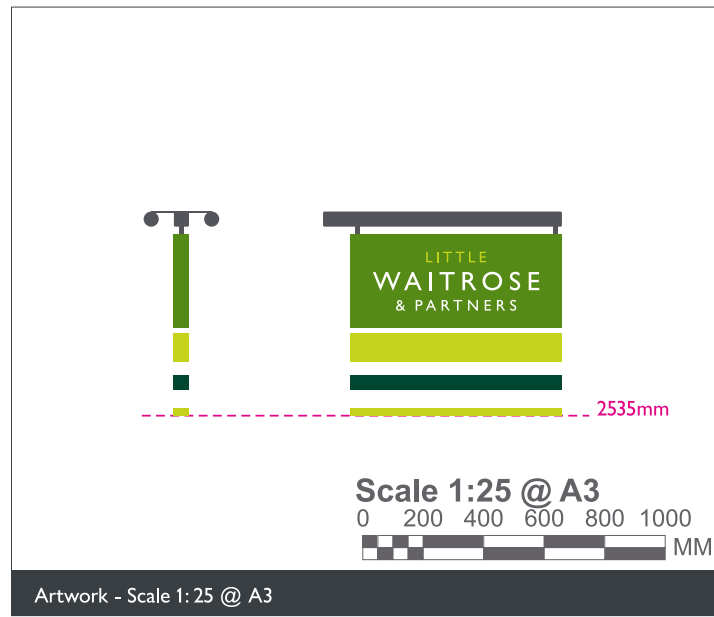 LITTLE
WAITROSE
& PARTNERS
2535mm
Scale 1:25 @ A3
0 200 400 600 800 1000
MM
Artwork - Scale 1: 25 @ A3